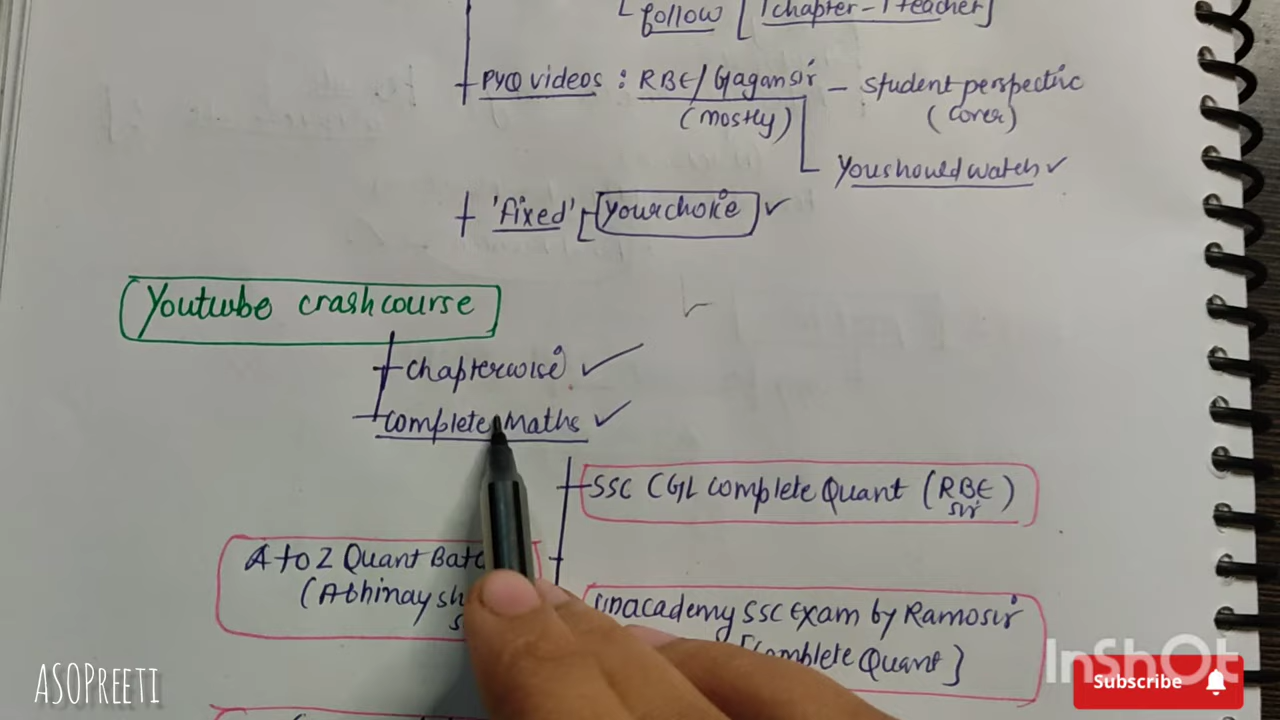 follow [1 chapter - 1 teacher]
PYQ videos : RBE/Gagan sir - Student perspective
(mostly) (Cover)
You should watch ✓
'Fixed' [your choice ✓
Youtube crash course
chapterwise ✓
Complete Maths ✓
SSC CGL Complete Quant (RBE
sir)
A to Z Quant
(Abhinay
Unacademy SSC Exam by Ramo sir
[Complete Quant]
InShOt
Subscribe
ASOPREETI